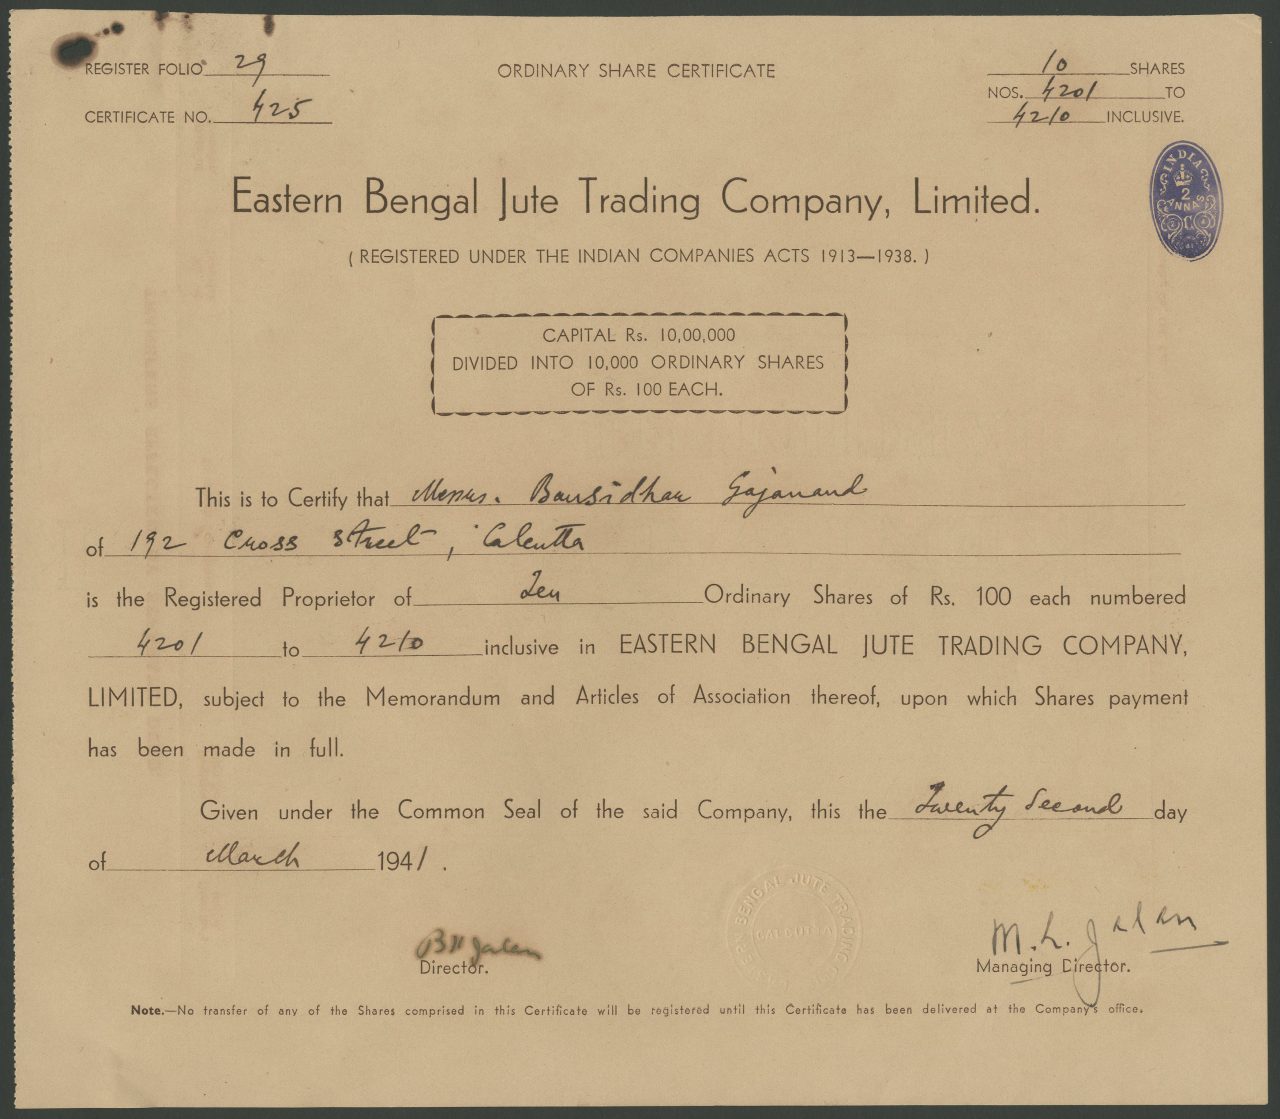 REGISTER FOLIO 29
CERTIFICATE NO. 425
ORDINARY SHARE CERTIFICATE
10 SHARES
NOS. 4201 TO
4210 INCLUSIVE.
INDIA
2
ANNAS
Eastern Bengal Jute Trading Company, Limited.
( REGISTERED UNDER THE INDIAN COMPANIES ACTS 1913—1938. )
CAPITAL Rs. 10,00,000
DIVIDED INTO 10,000 ORDINARY SHARES
OF Rs. 100 EACH.
This is to Certify that Messrs. Bansidhar Gajanand
of 192 Cross Street, Calcutta
is the Registered Proprietor of Ten Ordinary Shares of Rs. 100 each numbered
4201 to 4210 inclusive in EASTERN BENGAL JUTE TRADING COMPANY,
LIMITED, subject to the Memorandum and Articles of Association thereof, upon which Shares payment
has been made in full.
Given under the Common Seal of the said Company, this the Twenty Second day
of March 1941.
BENGAL JUTE TRADING
CALCUTTA
B N Jalan
Director.
M. L. Jalan
Managing Director.
Note.—No transfer of any of the Shares comprised in this Certificate will be registered until this Certificate has been delivered at the Company's office.